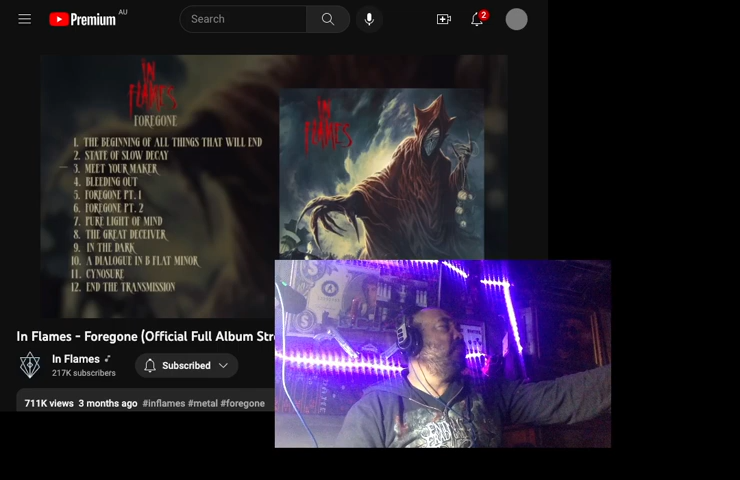 Premium AU
Search
2
IN FLAMES
FOREGONE
1. THE BEGINNING OF ALL THINGS THAT WILL END
2. STATE OF SLOW DECAY
3. MEET YOUR MAKER
4. BLEEDING OUT
5. FOREGONE PT. 1
6. FOREGONE PT. 2
7. PURE LIGHT OF MIND
8. THE GREAT DECEIVER
9. IN THE DARK
10. A DIALOGUE IN B FLAT MINOR
11. CYNOSURE
12. END THE TRANSMISSION
IN FLAMES
In Flames - Foregone (Official Full Album Stre
In Flames
217K subscribers
Subscribed
711K views 3 months ago #inflames #metal #foregone